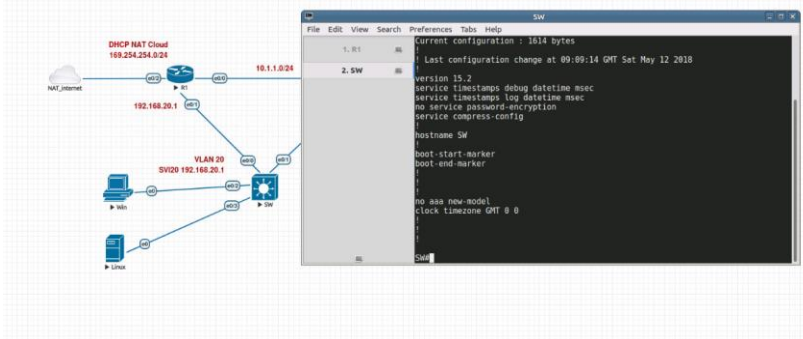 SW
File Edit View Search Preferences Tabs Help
1. R1
2. SW
Current configuration : 1614 bytes
!
! Last configuration change at 09:09:14 GMT Sat May 12 2018
!
version 15.2
service timestamps debug datetime msec
service timestamps log datetime msec
no service password-encryption
service compress-config
!
hostname SW
!
boot-start-marker
boot-end-marker
!
!
!
no aaa new-model
clock timezone GMT 0 0
!
!
!
SW#
DHCP NAT Cloud
169.254.254.0/24
10.1.1.0/24
e0/2
e0/0
NAT_Internet
R1
192.168.20.1
e0/1
VLAN 20
SVI20 192.168.20.1
e0/0
e0/1
e0
e0/2
Win
e0/3
SW
e0
Linux